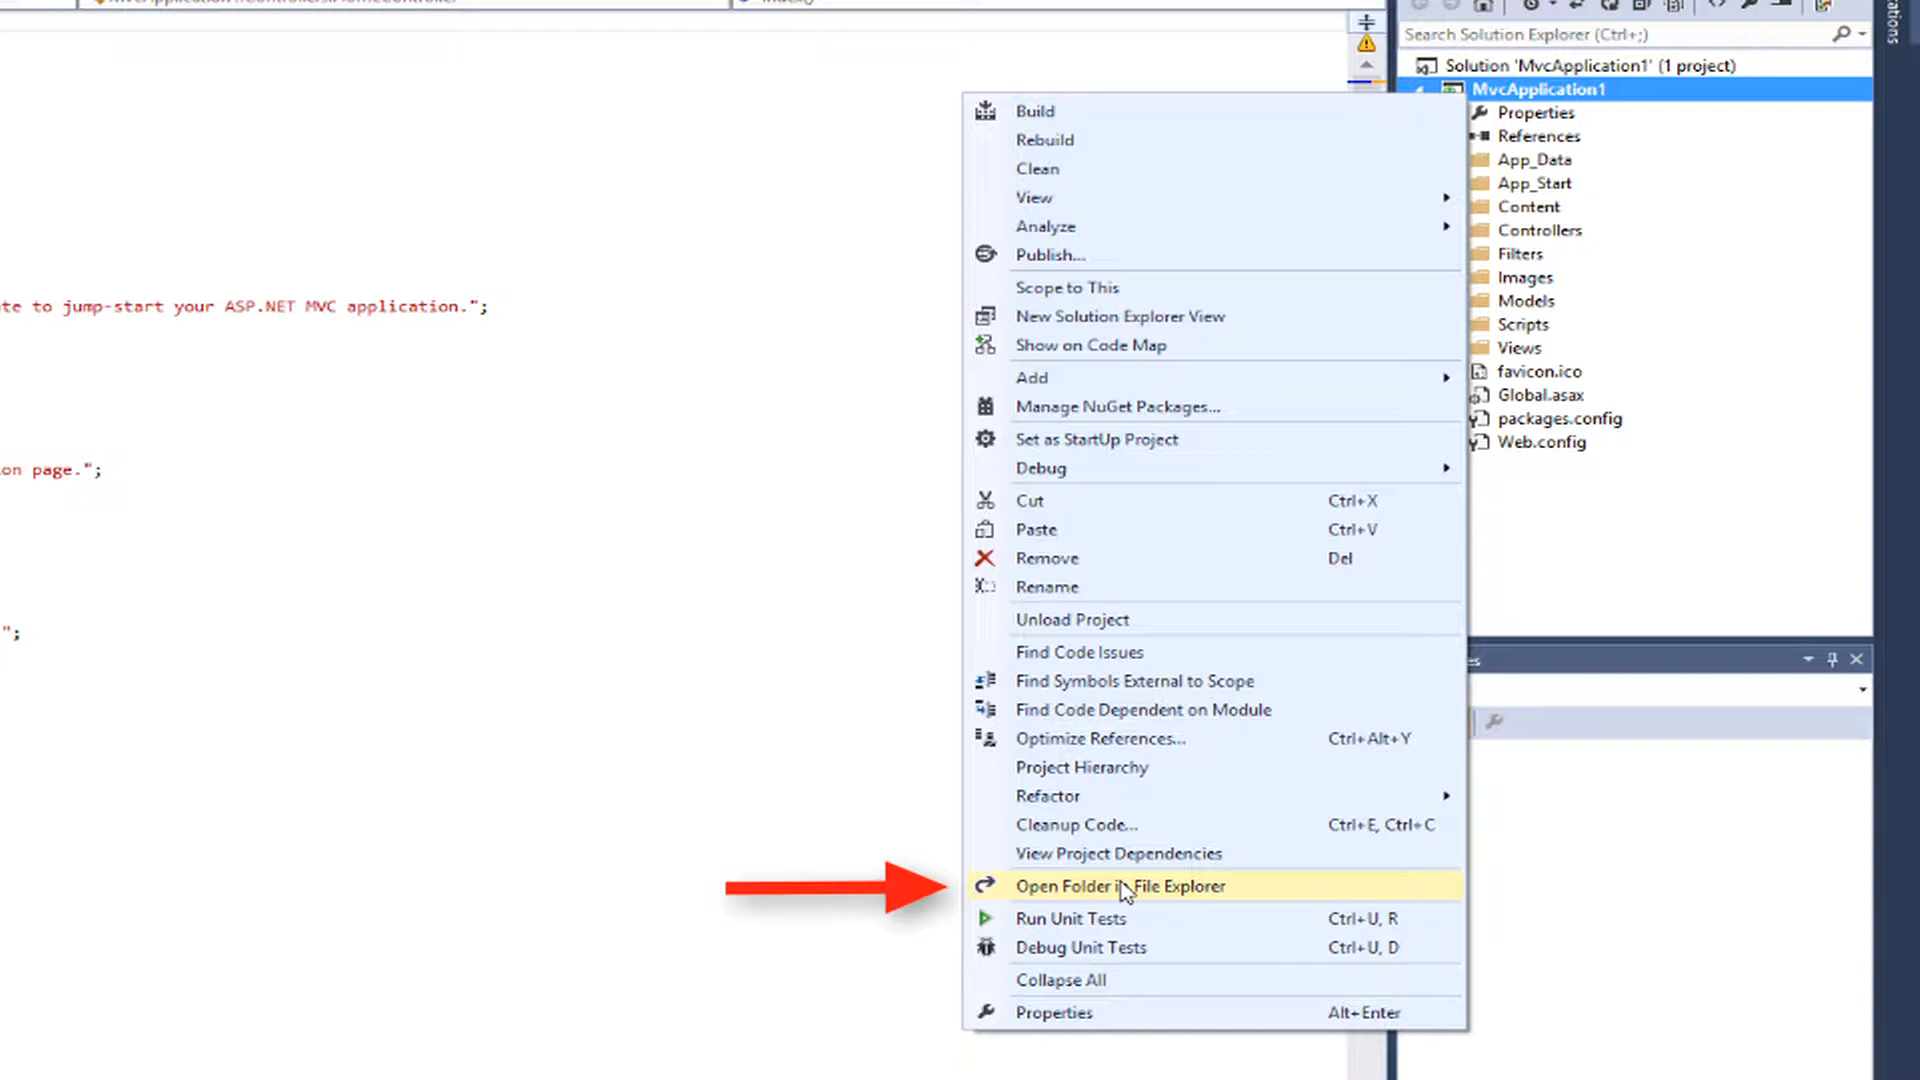 Search Solution Explorer (Ctrl+;)
Solution 'MvcApplication1' (1 project)
MvcApplication1
Properties
References
App_Data
App_Start
Content
Controllers
Filters
Images
Models
Scripts
Views
favicon.ico
Global.asax
packages.config
Web.config
Build
Rebuild
Clean
View
Analyze
Publish...
Scope to This
New Solution Explorer View
Show on Code Map
Add
Manage NuGet Packages...
Set as StartUp Project
Debug
Cut Ctrl+X
Paste Ctrl+V
Remove Del
Rename
Unload Project
Find Code Issues
Find Symbols External to Scope
Find Code Dependent on Module
Optimize References... Ctrl+Alt+Y
Project Hierarchy
Refactor
Cleanup Code... Ctrl+E, Ctrl+C
View Project Dependencies
Open Folder in File Explorer
Run Unit Tests Ctrl+U, R
Debug Unit Tests Ctrl+U, D
Collapse All
Properties Alt+Enter
ate to jump-start your ASP.NET MVC application.";
on page.";
";